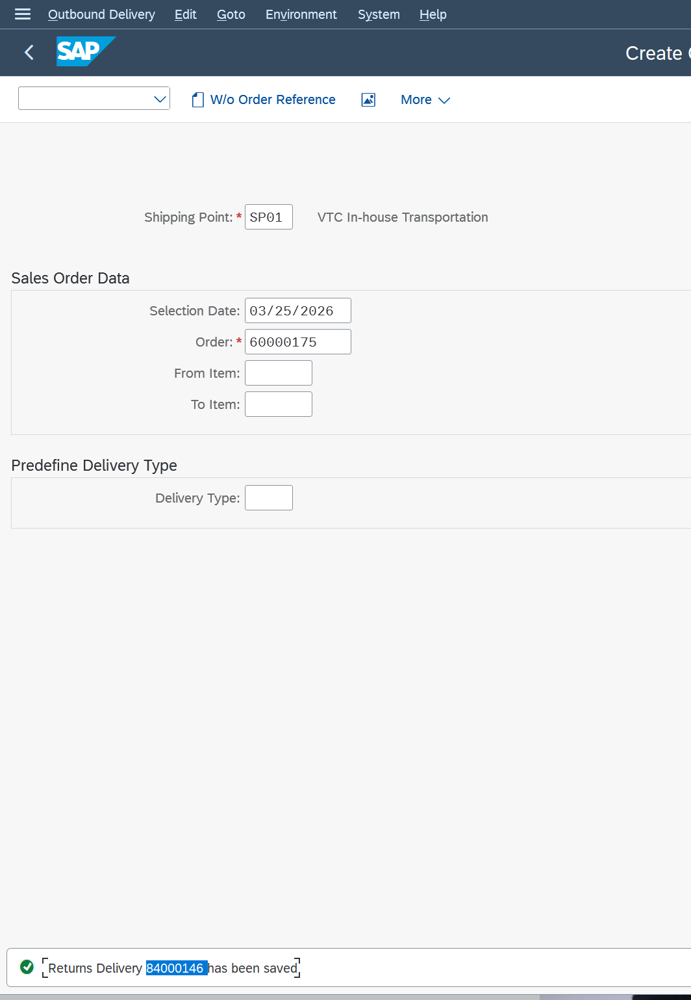 Outbound Delivery Edit Goto Environment System Help
SAP Create
W/o Order Reference More
Shipping Point: * SP01 VTC In-house Transportation
Sales Order Data
Selection Date: 03/25/2026
Order: * 60000175
From Item:
To Item:
Predefine Delivery Type
Delivery Type:
Returns Delivery 84000146 has been saved